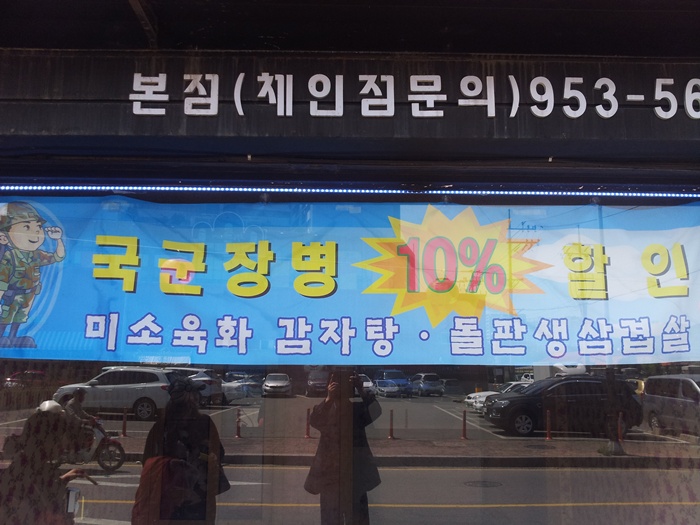 본점(체인점문의)953-56
국군장병 10% 할인
미소육화 감자탕 · 돌판생삼겹살